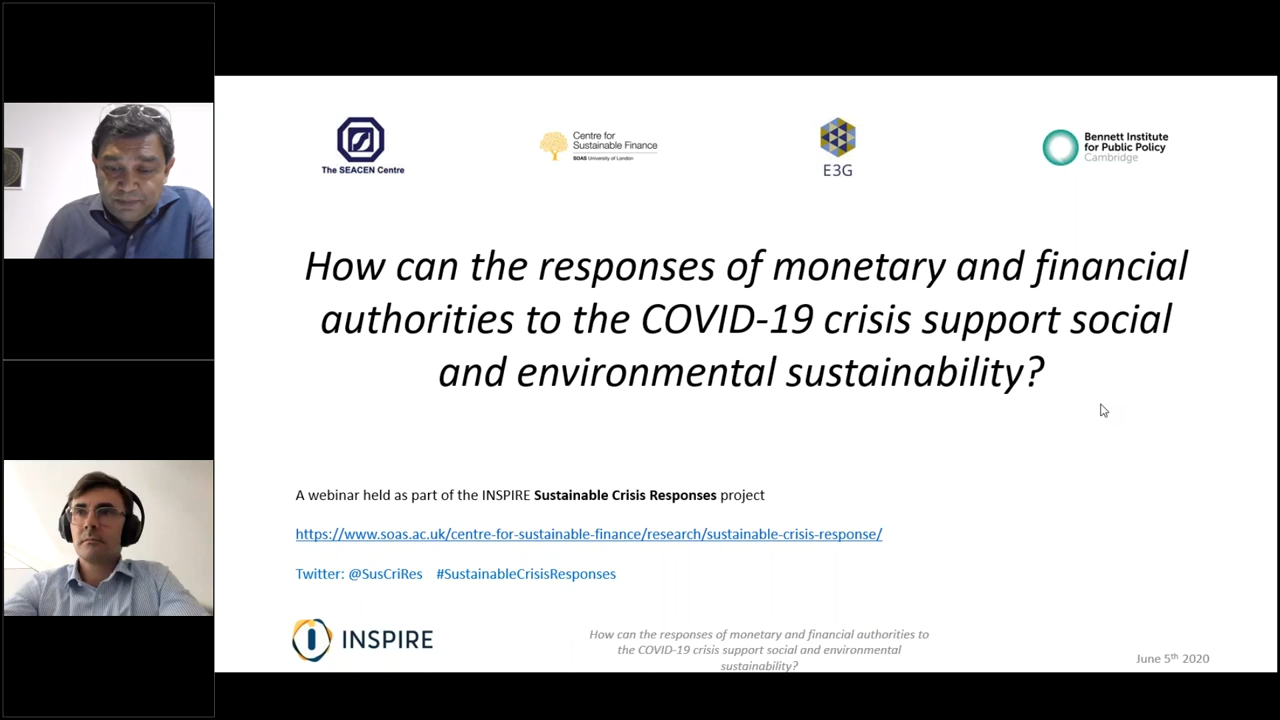 The SEACEN Centre
Centre for
Sustainable Finance
SOAS University of London
E3G
Bennett Institute
for Public Policy
Cambridge
How can the responses of monetary and financial
authorities to the COVID-19 crisis support social
and environmental sustainability?
A webinar held as part of the INSPIRE Sustainable Crisis Responses project
https://www.soas.ac.uk/centre-for-sustainable-finance/research/sustainable-crisis-response/
Twitter: @SusCriRes #SustainableCrisisResponses
INSPIRE
How can the responses of monetary and financial authorities to
the COVID-19 crisis support social and environmental
sustainability?
June 5th 2020